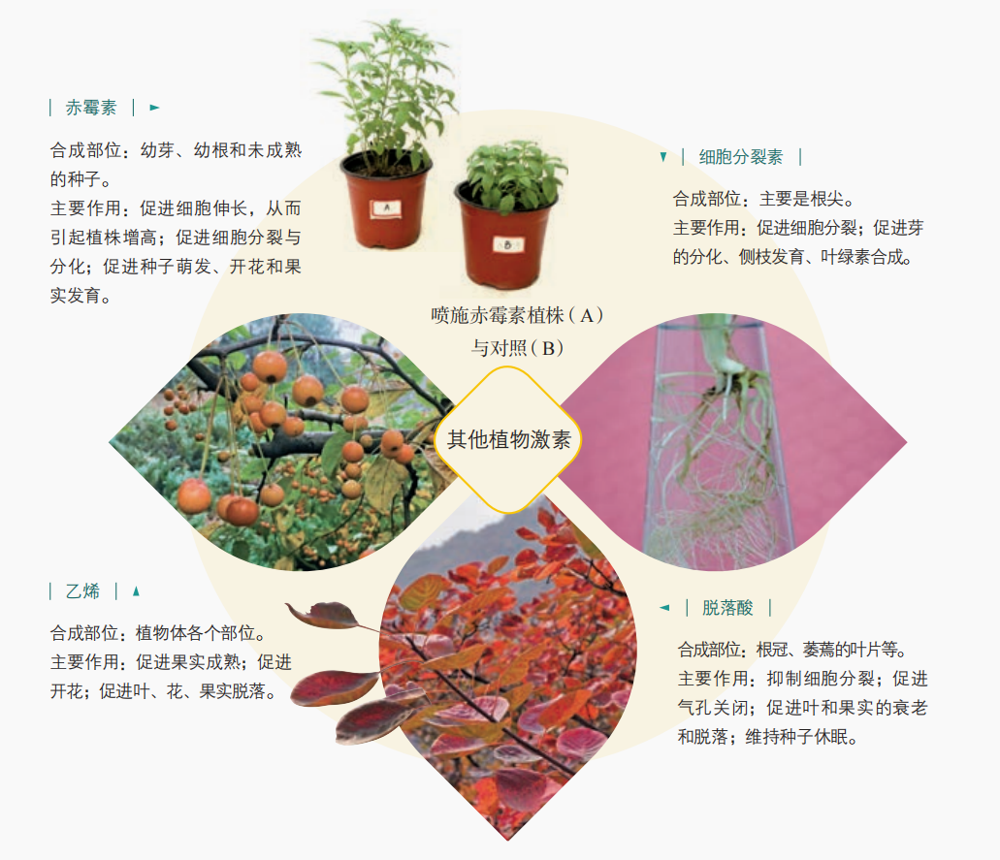 赤霉素
合成部位：幼芽、幼根和未成熟
的种子。
主要作用：促进细胞伸长，从而
引起植株增高；促进细胞分裂与
分化；促进种子萌发、开花和果
实发育。
A
B
喷施赤霉素植株（A）
与对照（B）
细胞分裂素
合成部位：主要是根尖。
主要作用：促进细胞分裂；促进芽
的分化、侧枝发育、叶绿素合成。
其他植物激素
乙烯
合成部位：植物体各个部位。
主要作用：促进果实成熟；促进
开花；促进叶、花、果实脱落。
脱落酸
合成部位：根冠、萎蔫的叶片等。
主要作用：抑制细胞分裂；促进
气孔关闭；促进叶和果实的衰老
和脱落；维持种子休眠。